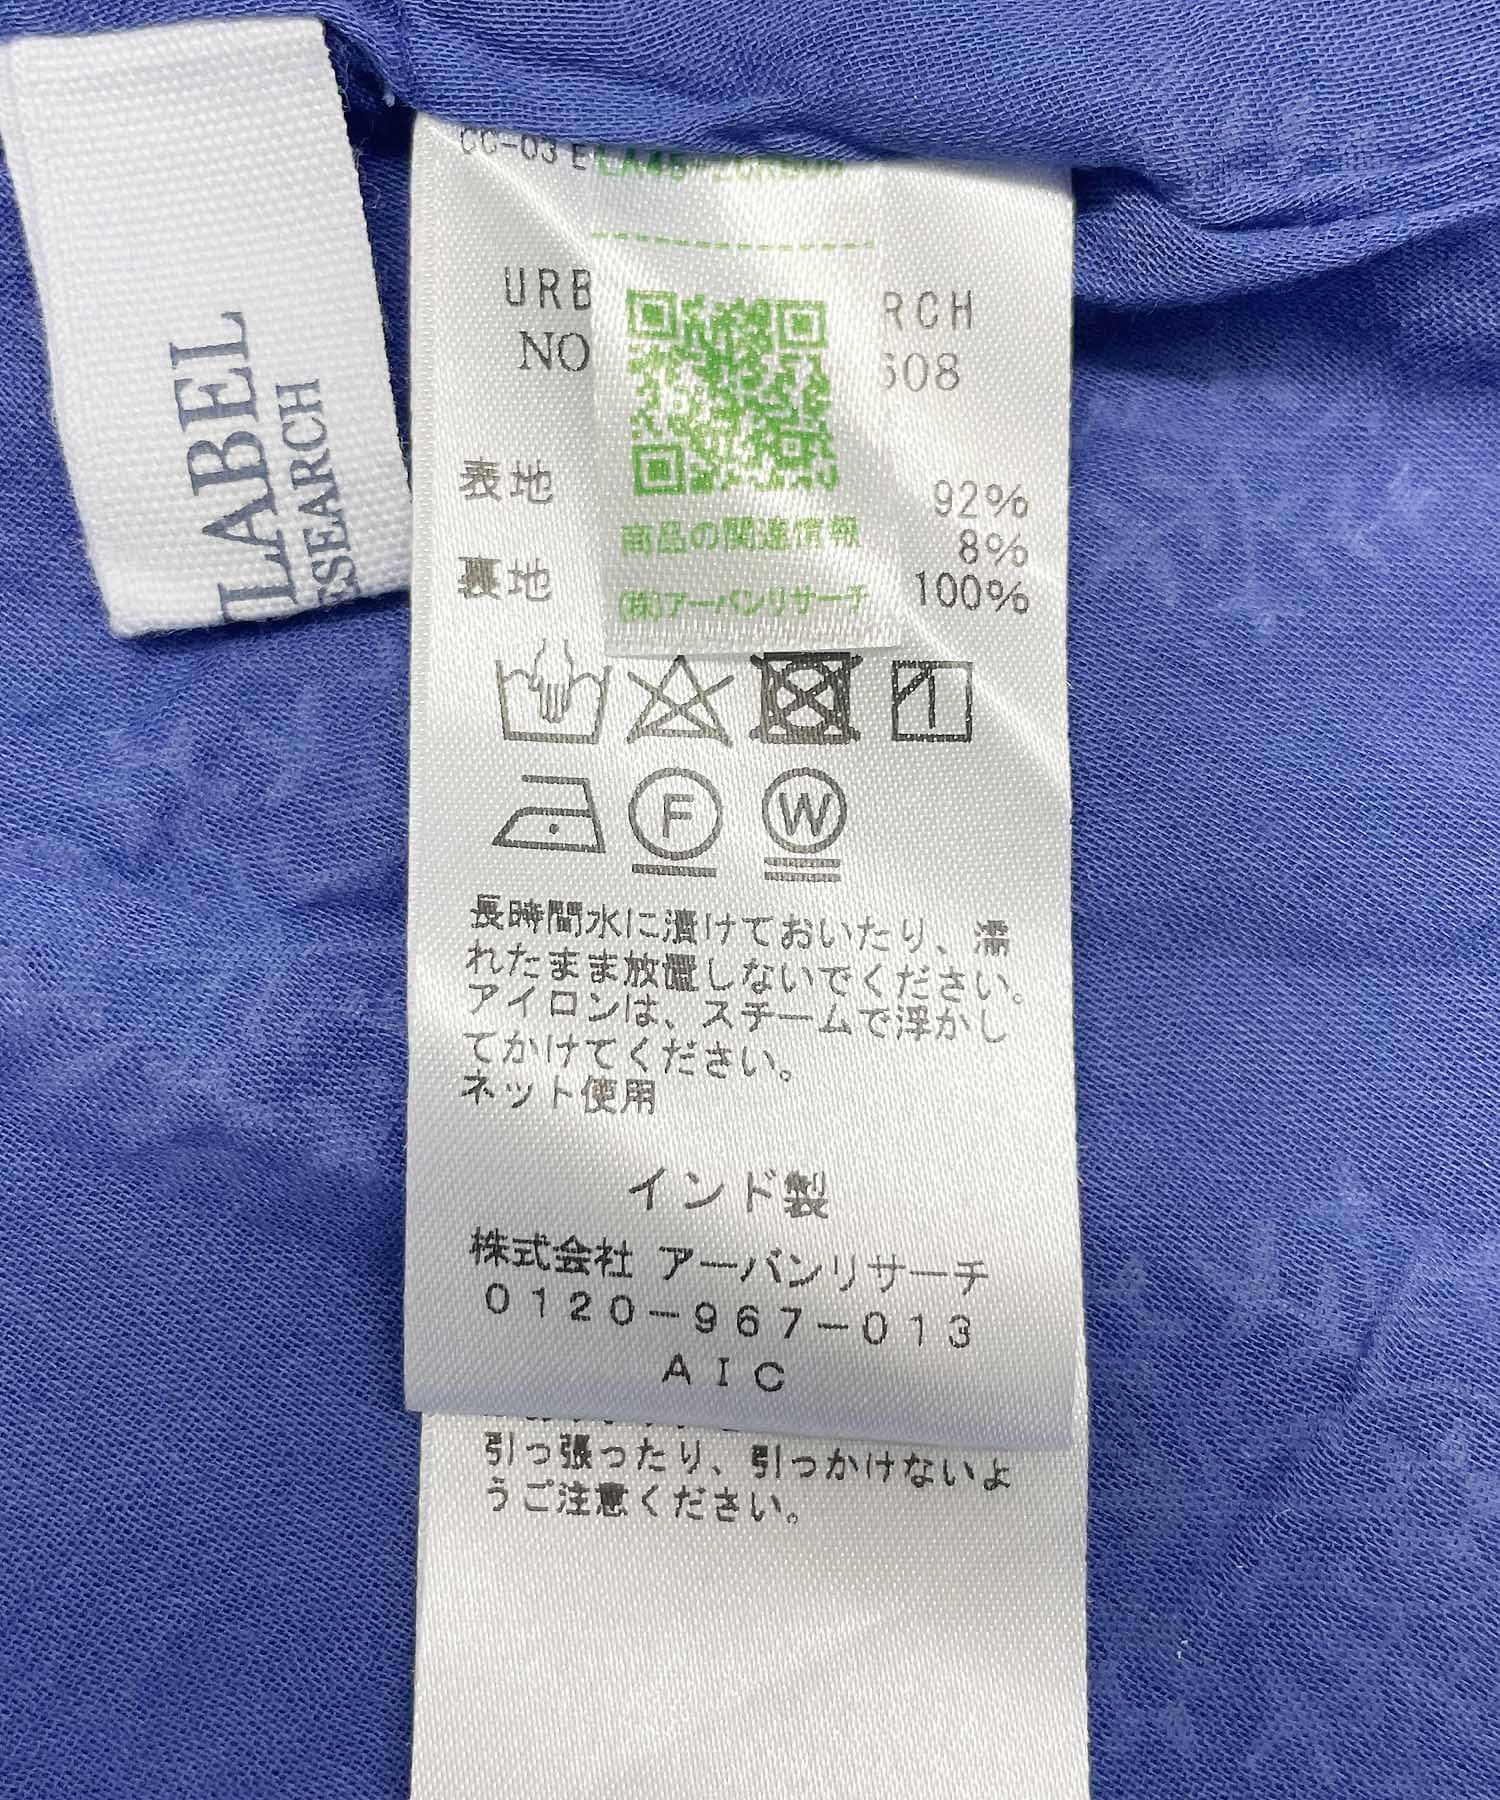 LABEL
SEARCH
CC-03
URB RCH
NO 608
表地 92%
8%
裏地 100%
商品の関連情報
(株)アーバンリサーチ
F
W
長時間水に漬けておいたり、濡
れたまま放置しないでください。
アイロンは、スチームで浮かし
てかけてください。
ネット使用
インド製
株式会社 アーバンリサーチ
0120-967-013
AIC
引っ張ったり、引っかけないよ
うご注意ください。